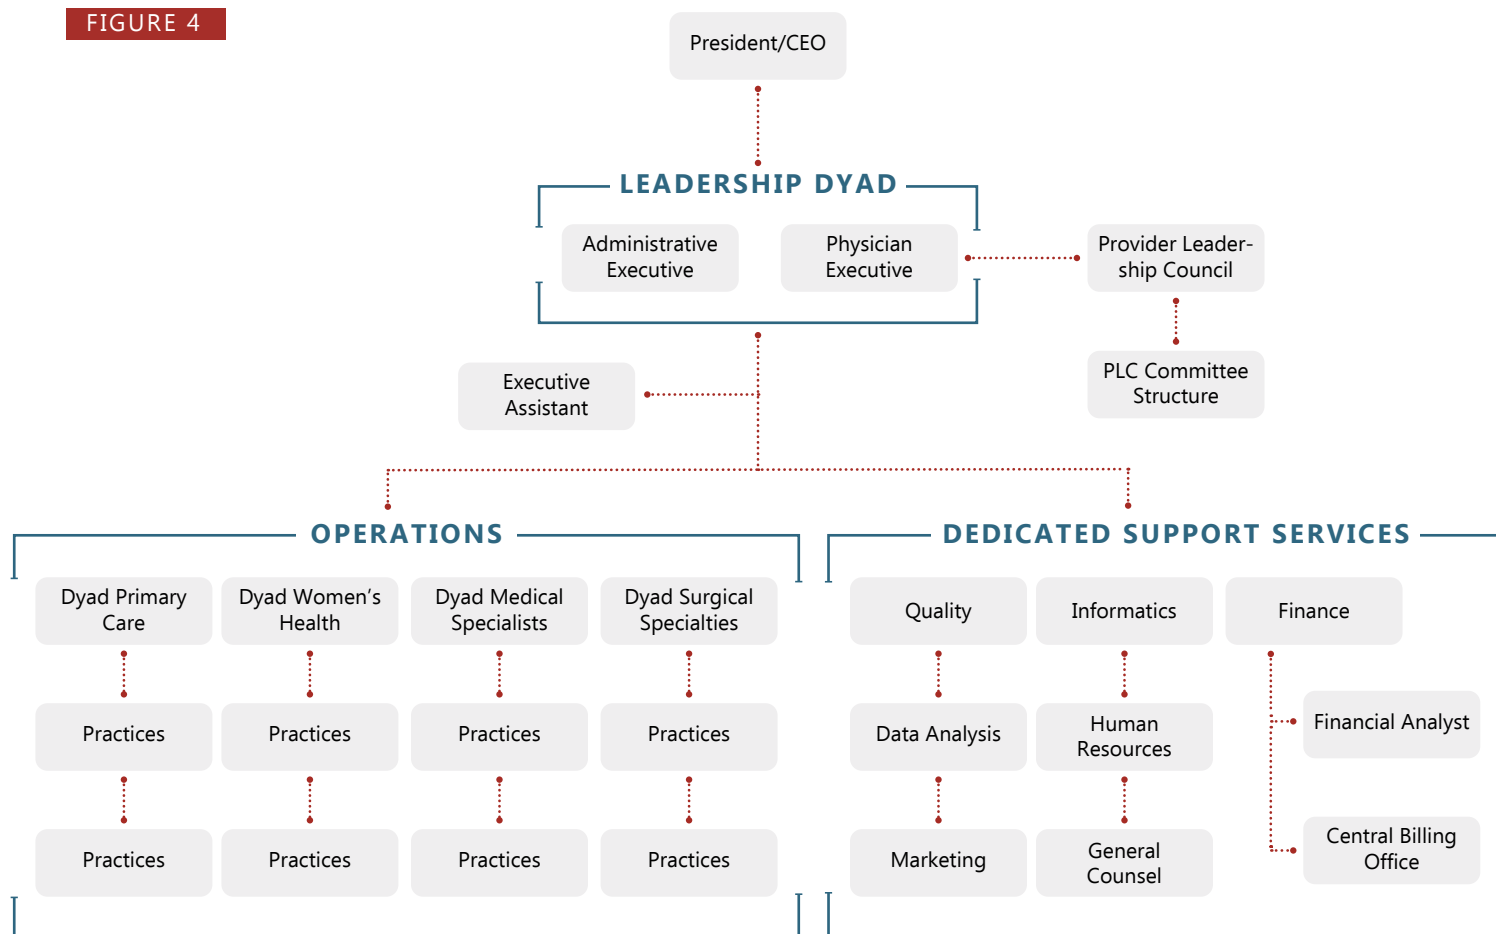 FIGURE 4
President/CEO
LEADERSHIP DYAD
Administrative
Executive
Physician
Executive
Provider Leader-
ship Council
PLC Committee
Structure
Executive
Assistant
OPERATIONS
Dyad Primary
Care
Dyad Women’s
Health
Dyad Medical
Specialists
Dyad Surgical
Specialties
Practices
Practices
Practices
Practices
Practices
Practices
Practices
Practices
DEDICATED SUPPORT SERVICES
Quality
Informatics
Finance
Data Analysis
Human
Resources
Financial Analyst
Marketing
General
Counsel
Central Billing
Office